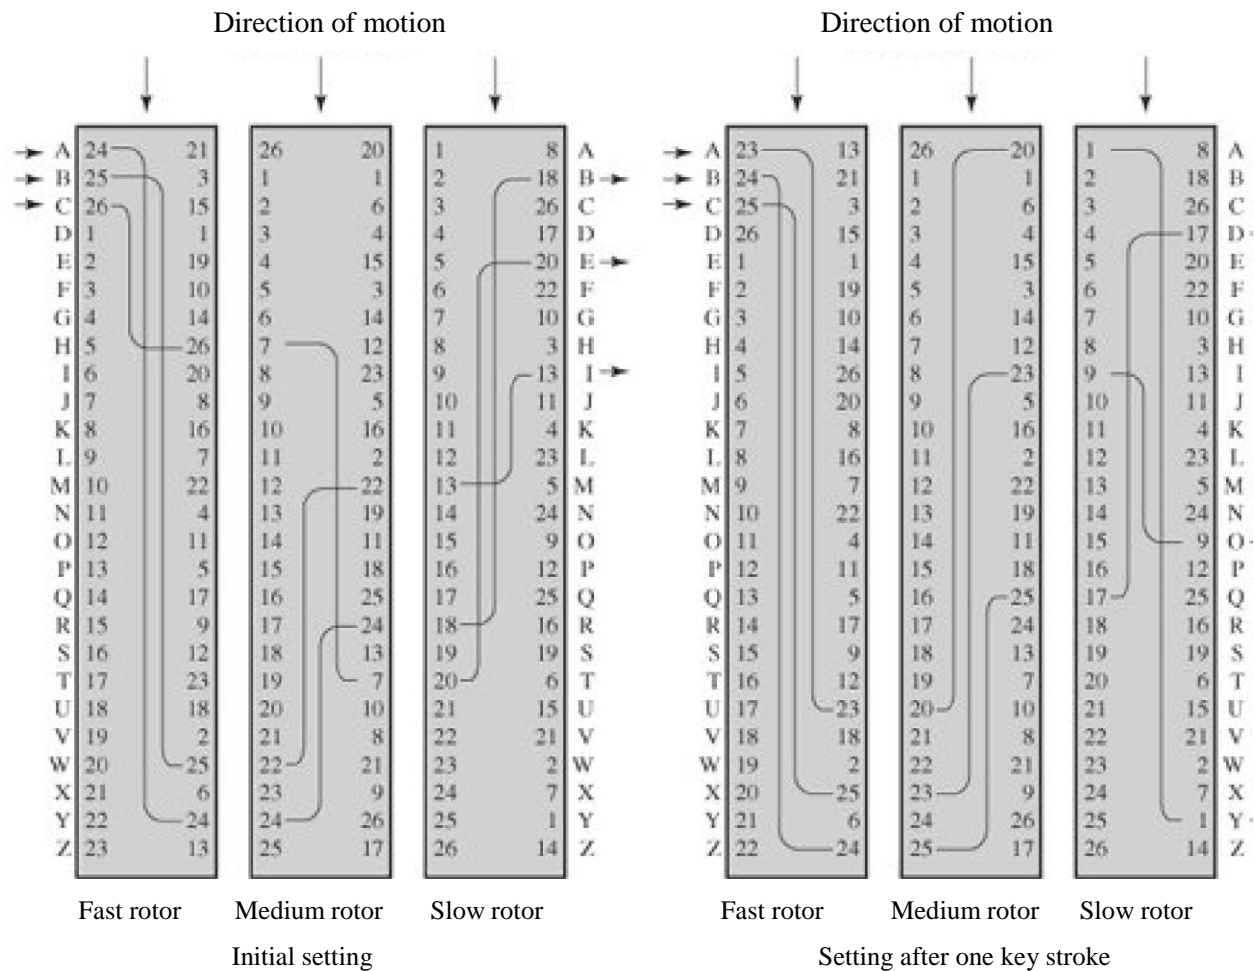 Direction of motion Direction of motion
A 24 21 26 20 1 8 A A 23 13 26 20 1 8 A
B 25 3 1 1 2 18 B B 24 21 1 1 2 18 B
C 26 15 2 6 3 26 C C 25 3 2 6 3 26 C
D 1 1 3 4 4 17 D D 26 15 3 4 4 17 D
E 2 19 4 15 5 20 E E 1 1 4 15 5 20 E
F 3 10 5 3 6 22 F F 2 19 5 3 6 22 F
G 4 14 6 14 7 10 G G 3 10 6 14 7 10 G
H 5 26 7 12 8 3 H H 4 14 7 12 8 3 H
I 6 20 8 23 9 13 I I 5 26 8 23 9 13 I
J 7 8 9 5 10 11 J J 6 20 9 5 10 11 J
K 8 16 10 16 11 4 K K 7 8 10 16 11 4 K
L 9 7 11 2 12 23 L L 8 16 11 2 12 23 L
M 10 22 12 22 13 5 M M 9 7 12 22 13 5 M
N 11 4 13 19 14 24 N N 10 22 13 19 14 24 N
O 12 11 14 11 15 9 O O 11 4 14 11 15 9 O
P 13 5 15 18 16 12 P P 12 11 15 18 16 12 P
Q 14 17 16 25 17 25 Q Q 13 5 16 25 17 25 Q
R 15 9 17 24 18 16 R R 14 17 17 24 18 16 R
S 16 12 18 13 19 19 S S 15 9 18 13 19 19 S
T 17 23 19 7 20 6 T T 16 12 19 7 20 6 T
U 18 18 20 10 21 15 U U 17 23 20 10 21 15 U
V 19 2 21 8 22 21 V V 18 18 21 8 22 21 V
W 20 25 22 21 23 2 W W 19 2 22 21 23 2 W
X 21 6 23 9 24 7 X X 20 25 23 9 24 7 X
Y 22 24 24 26 25 1 Y Y 21 6 24 26 25 1 Y
Z 23 13 25 17 26 14 Z Z 22 24 25 17 26 14 Z
Fast rotor Medium rotor Slow rotor Fast rotor Medium rotor Slow rotor
Initial setting Setting after one key stroke